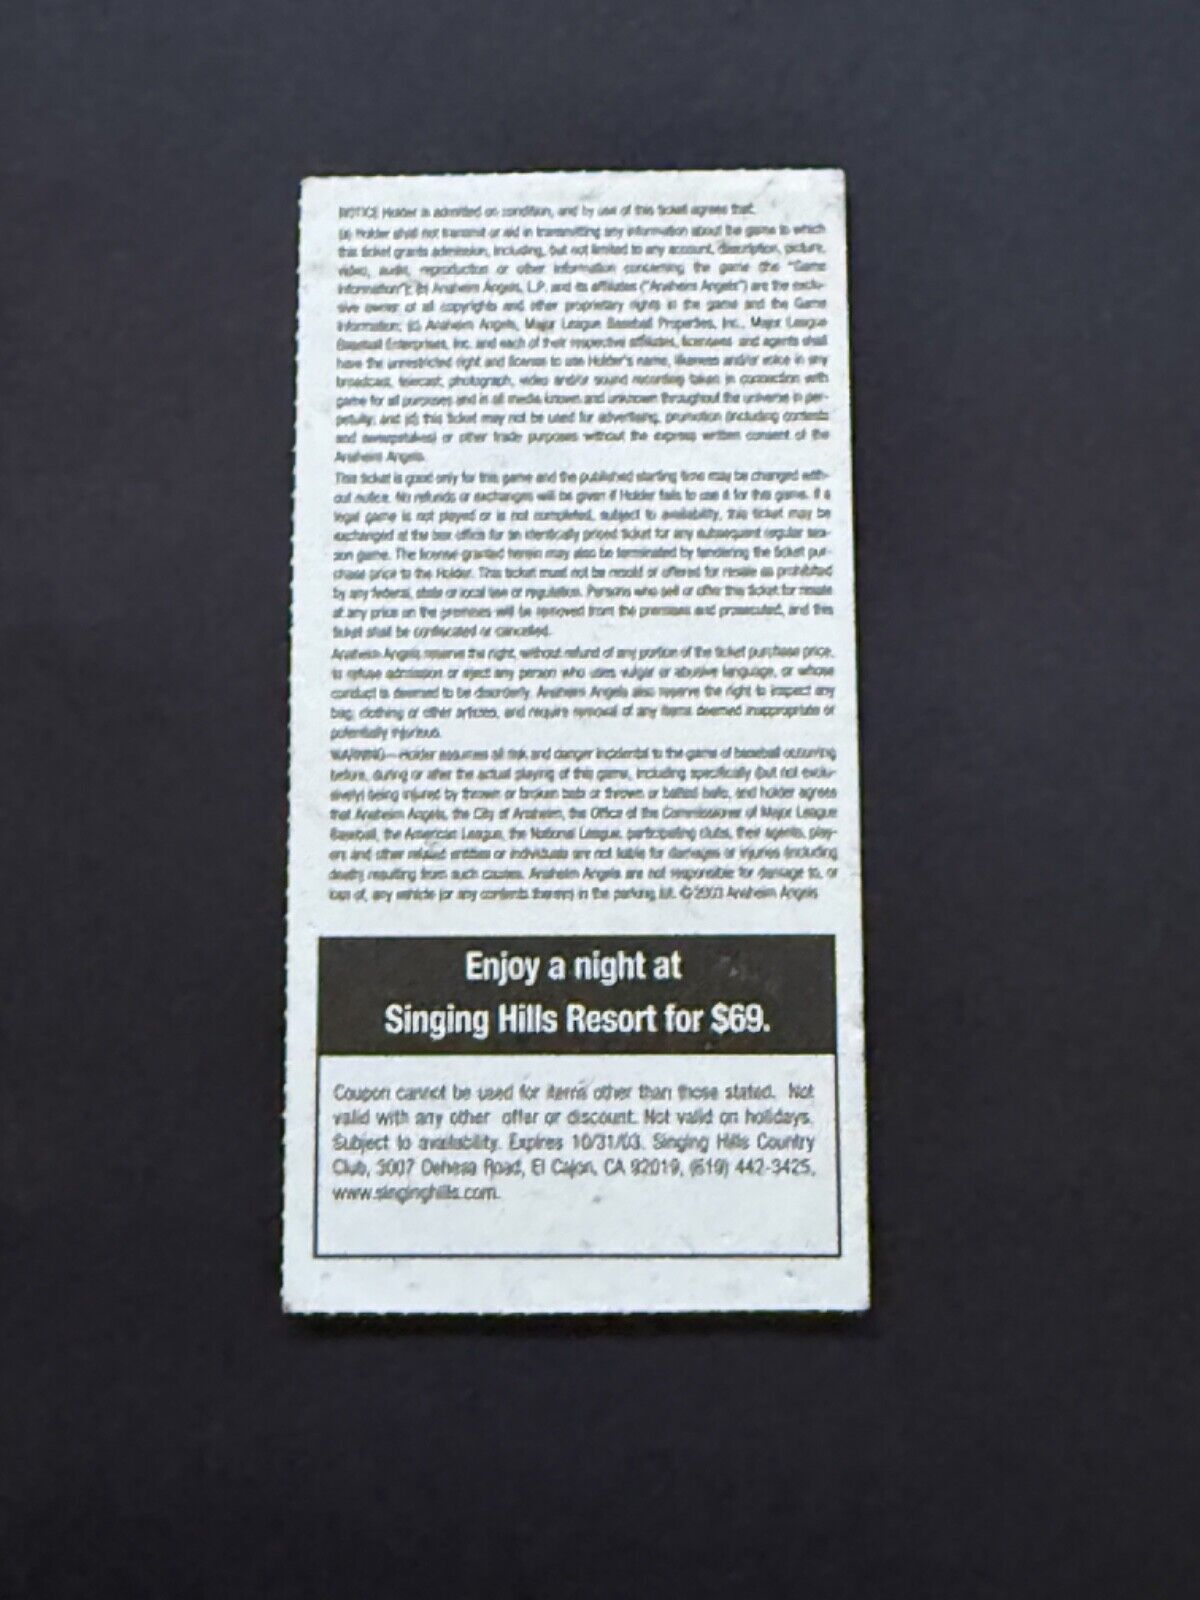 NOTICE Holder is admitted on condition, and by use of this ticket agrees that:
(a) Holder shall not transmit or aid in transmitting any information about the game to which
this ticket grants admission, including, but not limited to any account, description, picture,
video, audio, reproduction or other information concerning the game (the "Game
Information"); (b) Anaheim Angels, L.P. and its affiliates ("Anaheim Angels") are the exclu-
sive owner of all copyrights and other proprietary rights in the game and the Game
Information; (c) Anaheim Angels, Major League Baseball Properties, Inc., Major League
Baseball Enterprises, Inc. and each of their respective affiliates, licensees and agents shall
have the unrestricted right and license to use Holder's name, likeness and/or voice in any
broadcast, telecast, photograph, video and/or sound recording taken in connection with
game for all purposes and in all media known and unknown throughout the universe in per-
petuity; and (d) this ticket may not be used for advertising, promotion (including contests
and sweepstakes) or other trade purposes without the express written consent of the
Anaheim Angels.
This ticket is good only for this game and the published starting time may be changed with-
out notice. No refunds or exchanges will be given if Holder fails to use it for this game. If a
legal game is not played or is not completed, subject to availability, this ticket may be
exchanged at the box office for an identically priced ticket for any subsequent regular sea-
son game. The license granted herein may also be terminated by tendering the ticket pur-
chase price to the Holder. This ticket must not be resold or offered for resale as prohibited
by any federal, state or local law or regulation. Persons who sell or offer this ticket for resale
at any price on the premises will be removed from the premises and prosecuted, and this
ticket shall be confiscated or cancelled.
Anaheim Angels reserve the right, without refund of any portion of the ticket purchase price,
to refuse admission or eject any person who uses vulgar or abusive language, or whose
conduct is deemed to be disorderly. Anaheim Angels also reserve the right to inspect any
bag, clothing or other articles, and require removal of any items deemed inappropriate or
potentially injurious.
WARNING—Holder assumes all risk and danger incidental to the game of baseball occurring
before, during or after the actual playing of this game, including specifically (but not exclu-
sively) being injured by thrown or broken bats or thrown or batted balls, and holder agrees
that Anaheim Angels, the City of Anaheim, the Office of the Commissioner of Major League
Baseball, the American League, the National League, participating clubs, their agents, play-
ers and other related entities or individuals are not liable for damages or injuries (including
death) resulting from such causes. Anaheim Angels are not responsible for damage to, or
loss of, any vehicle (or any contents therein) in the parking lot. © 2003 Anaheim Angels
Enjoy a night at
Singing Hills Resort for $69.
Coupon cannot be used for items other than those stated. Not
valid with any other offer or discount. Not valid on holidays.
Subject to availability. Expires 10/31/03. Singing Hills Country
Club, 3007 Dehesa Road, El Cajon, CA 92019, (619) 442-3425,
www.singinghills.com.